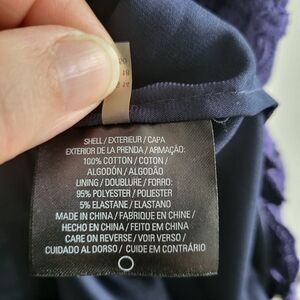 SHELL / EXTERIEUR / CAPA
EXTERIOR DE LA PRENDA / ARMAÇÃO:
100% COTTON / COTON /
ALGODÓN / ALGODÃO
LINING / DOUBLURE / FORRO:
95% POLYESTER / POLIÉSTER
5% ELASTANE / ELASTANO
MADE IN CHINA / FABRIQUÉ EN CHINE /
HECHO EN CHINA / FEITO EM CHINA
CARE ON REVERSE / VOIR VERSO /
CUIDADO AL DORSO / CUIDE EM CONTRÁRIO